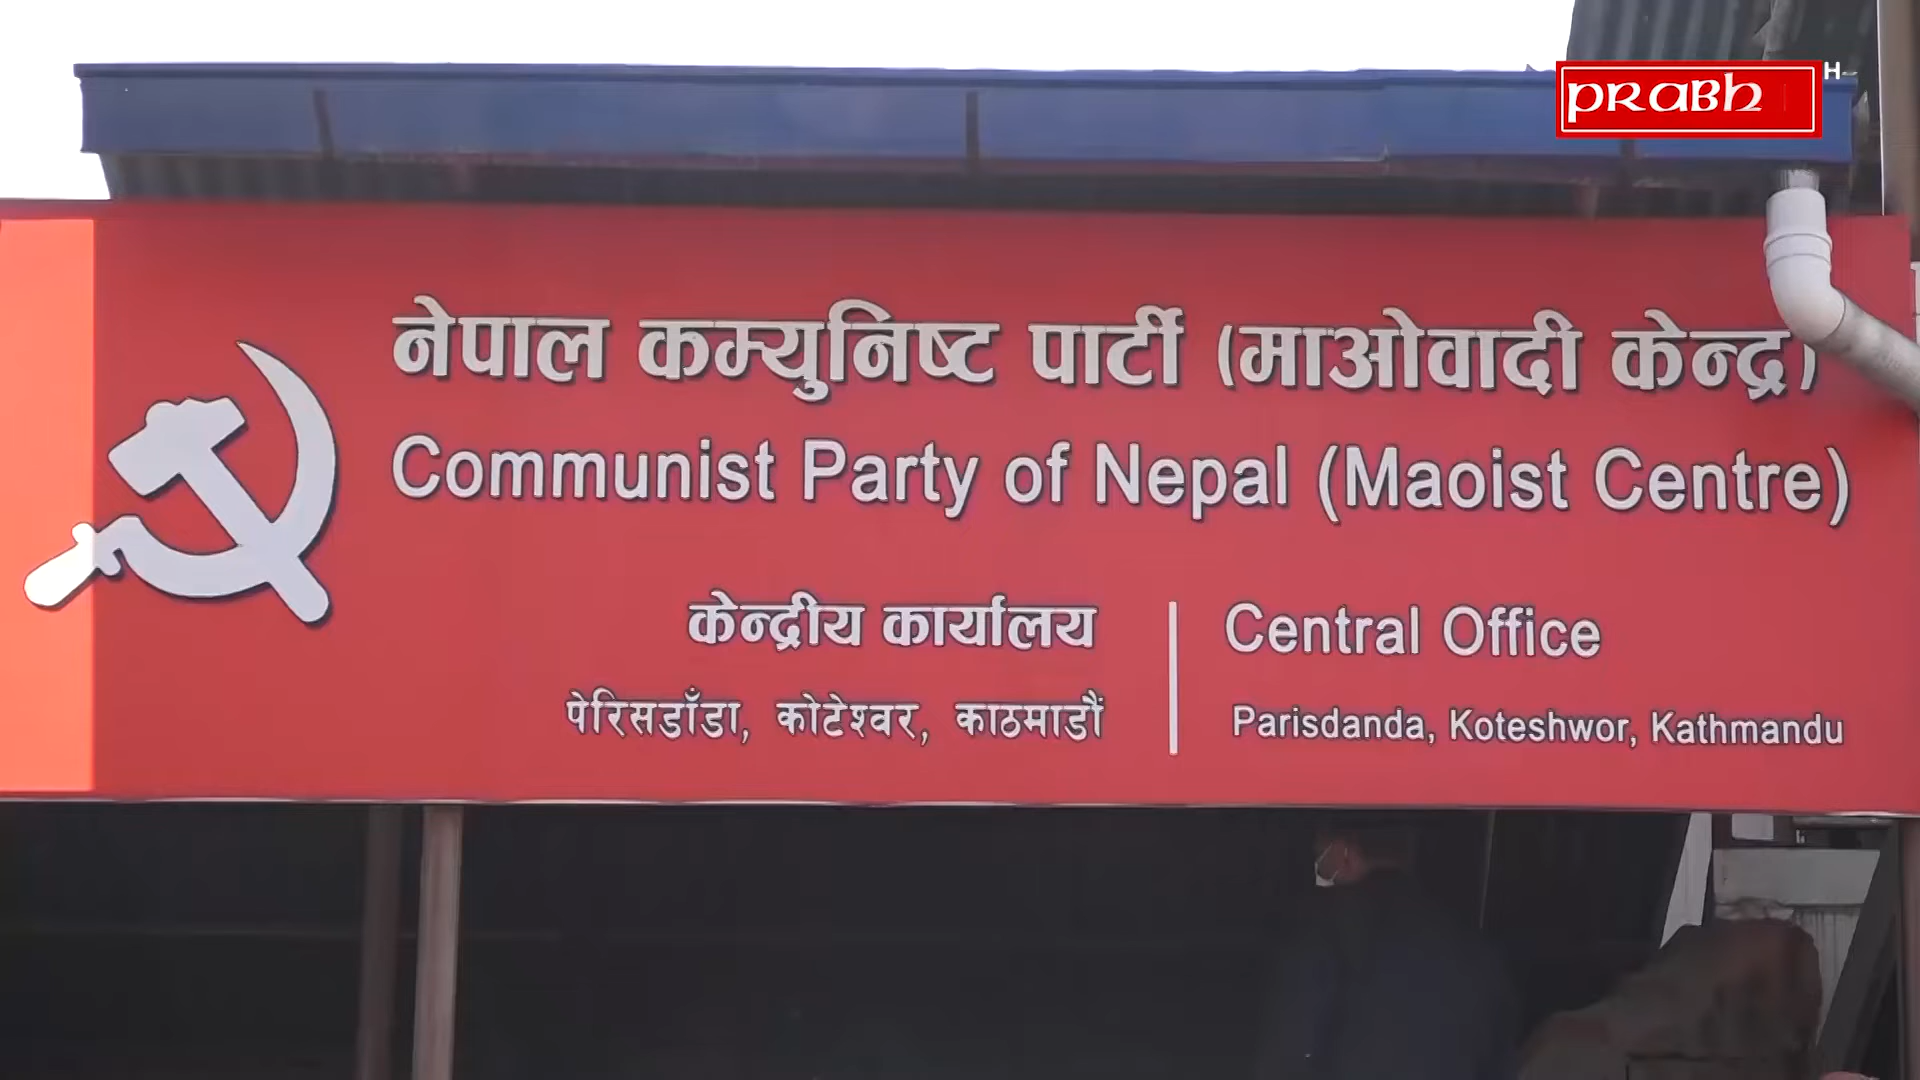 PRABH
H
नेपाल कम्युनिष्ट पार्टी (माओवादी केन्द्र)
Communist Party of Nepal (Maoist Centre)
केन्द्रीय कार्यालय
पेरिसडाँडा, कोटेश्वर, काठमाडौं
Central Office
Parisdanda, Koteshwor, Kathmandu